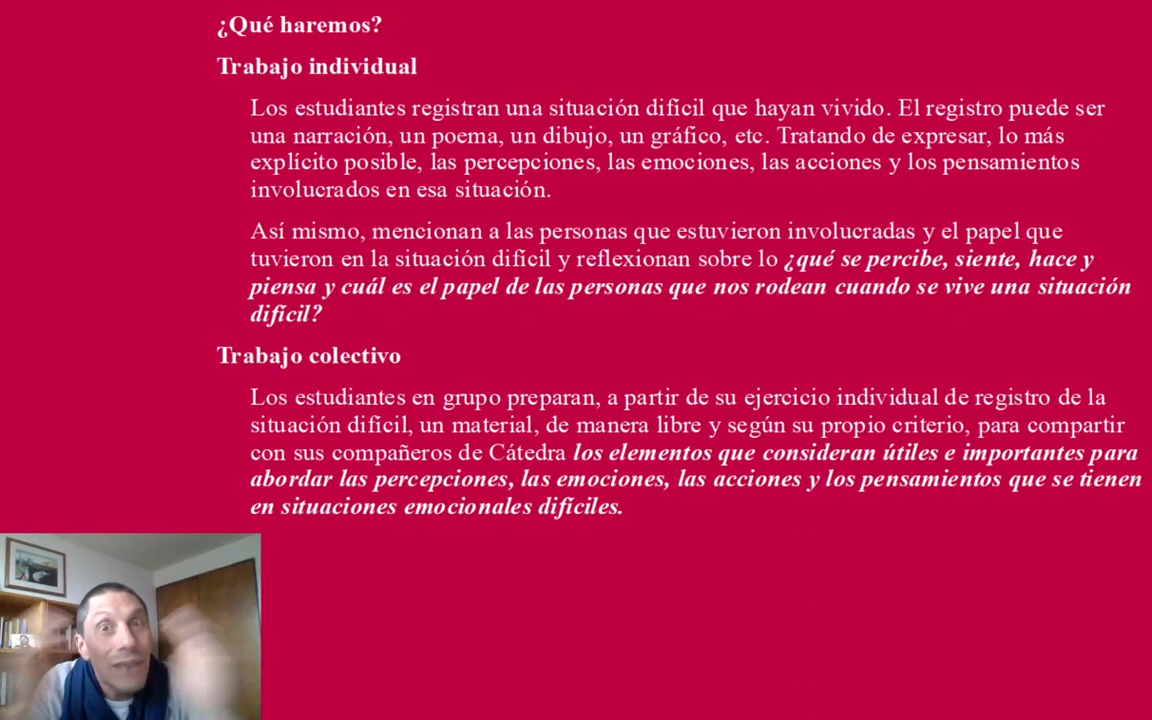 ¿Qué haremos?
Trabajo individual
Los estudiantes registran una situación difícil que hayan vivido. El registro puede ser
una narración, un poema, un dibujo, un gráfico, etc. Tratando de expresar, lo más
explícito posible, las percepciones, las emociones, las acciones y los pensamientos
involucrados en esa situación.
Así mismo, mencionan a las personas que estuvieron involucradas y el papel que
tuvieron en la situación difícil y reflexionan sobre lo ¿qué se percibe, siente, hace y
piensa y cuál es el papel de las personas que nos rodean cuando se vive una situación
difícil?
Trabajo colectivo
Los estudiantes en grupo preparan, a partir de su ejercicio individual de registro de la
situación difícil, un material, de manera libre y según su propio criterio, para compartir
con sus compañeros de Cátedra los elementos que consideran útiles e importantes para
abordar las percepciones, las emociones, las acciones y los pensamientos que se tienen
en situaciones emocionales difíciles.